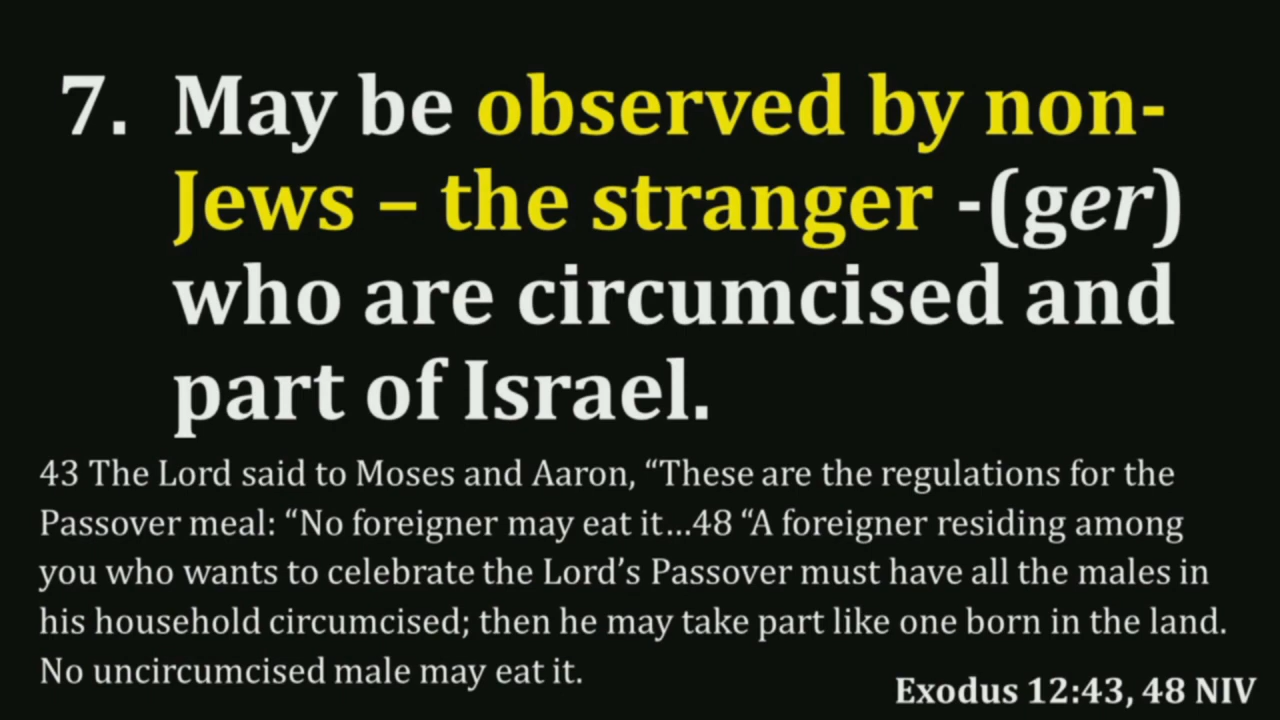 7. May be observed by non-
Jews – the stranger -(ger)
who are circumcised and
part of Israel.
43 The Lord said to Moses and Aaron, “These are the regulations for the
Passover meal: “No foreigner may eat it…48 “A foreigner residing among
you who wants to celebrate the Lord’s Passover must have all the males in
his household circumcised; then he may take part like one born in the land.
No uncircumcised male may eat it.
Exodus 12:43, 48 NIV